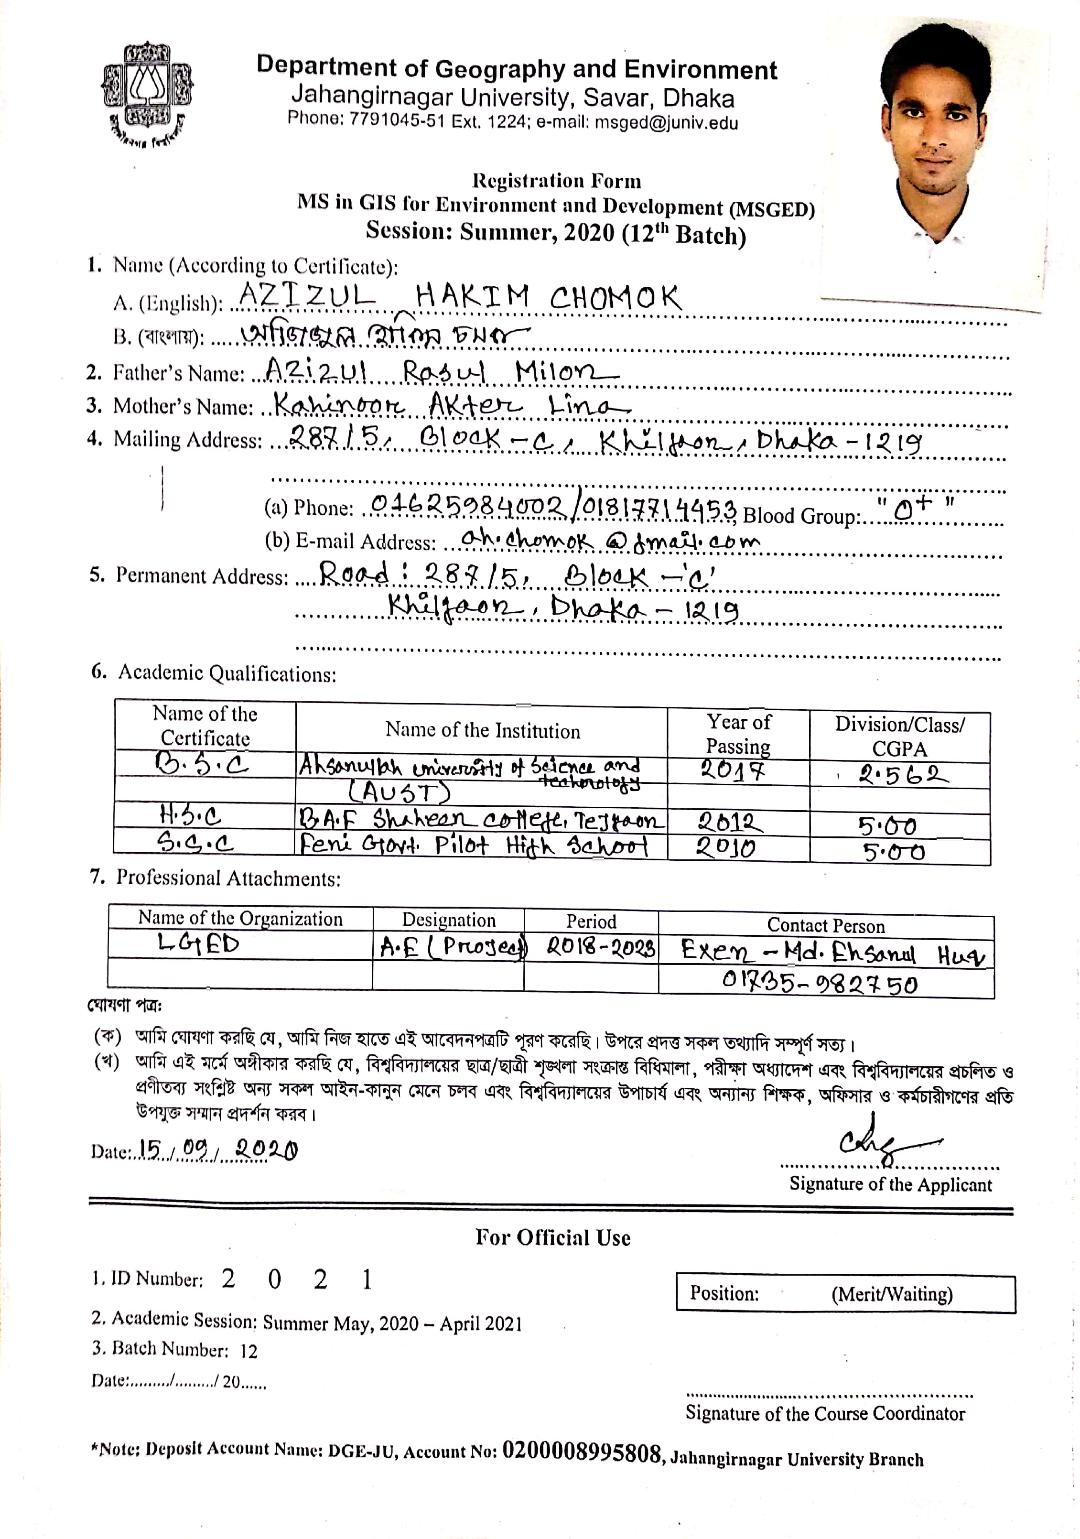 জাহাঙ্গীরনগর বিশ্ববিদ্যালয়
Department of Geography and Environment
Jahangirnagar University, Savar, Dhaka
Phone: 7791045-51 Ext. 1224; e-mail: msged@juniv.edu
Registration Form
MS in GIS for Environment and Development (MSGED)
Session: Summer, 2020 (12th Batch)
1. Name (According to Certificate):
A. (English): AZIZUL HAKIM CHOMOK
B. (বাংলায়): আজিজুল হাকিম চমক
2. Father's Name: Azizul Rasul Milon
3. Mother's Name: Kahinoor Akter Lina
4. Mailing Address: 287/5, Block-C, Khilgaon, Dhaka-1219
(a) Phone: 01625984002/01817714453, Blood Group: "O+"
(b) E-mail Address: ah.chomok@gmail.com
5. Permanent Address: Road: 287/5, Block-'C'
Khilgaon, Dhaka-1219
6. Academic Qualifications:
Name of the Certificate Name of the Institution Year of Passing Division/Class/CGPA
B.S.C Ahsanullah university of Science and technology 2017 2.562
(AUST)
H.S.C B.A.F Shaheen college, Tejgaon 2012 5.00
S.S.C Feni Govt. Pilot High School 2010 5.00
7. Professional Attachments:
Name of the Organization Designation Period Contact Person
LGED A.E (Project) 2018-2023 Exen - Md. Ehsanul Huq
01735-982750
ঘোষণা পত্র:
(ক) আমি ঘোষণা করছি যে, আমি নিজ হাতে এই আবেদনপত্রটি পূরণ করেছি। উপরে প্রদত্ত সকল তথ্যাদি সম্পূর্ণ সত্য।
(খ) আমি এই মর্মে অঙ্গীকার করছি যে, বিশ্ববিদ্যালয়ের ছাত্র/ছাত্রী শৃঙ্খলা সংক্রান্ত বিধিমালা, পরীক্ষা অধ্যাদেশ এবং বিশ্ববিদ্যালয়ের প্রচলিত ও
প্রণীতব্য সংশ্লিষ্ট অন্য সকল আইন-কানুন মেনে চলব এবং বিশ্ববিদ্যালয়ের উপাচার্য এবং অন্যান্য শিক্ষক, অফিসার ও কর্মচারীগণের প্রতি
উপযুক্ত সম্মান প্রদর্শন করব।
Date: 15/09/2020
Signature of the Applicant
For Official Use
1. ID Number: 2 0 2 1
Position: (Merit/Waiting)
2. Academic Session: Summer May, 2020 – April 2021
3. Batch Number: 12
Date:........./........./ 20......
Signature of the Course Coordinator
*Note: Deposit Account Name: DGE-JU, Account No: 0200008995808, Jahangirnagar University Branch